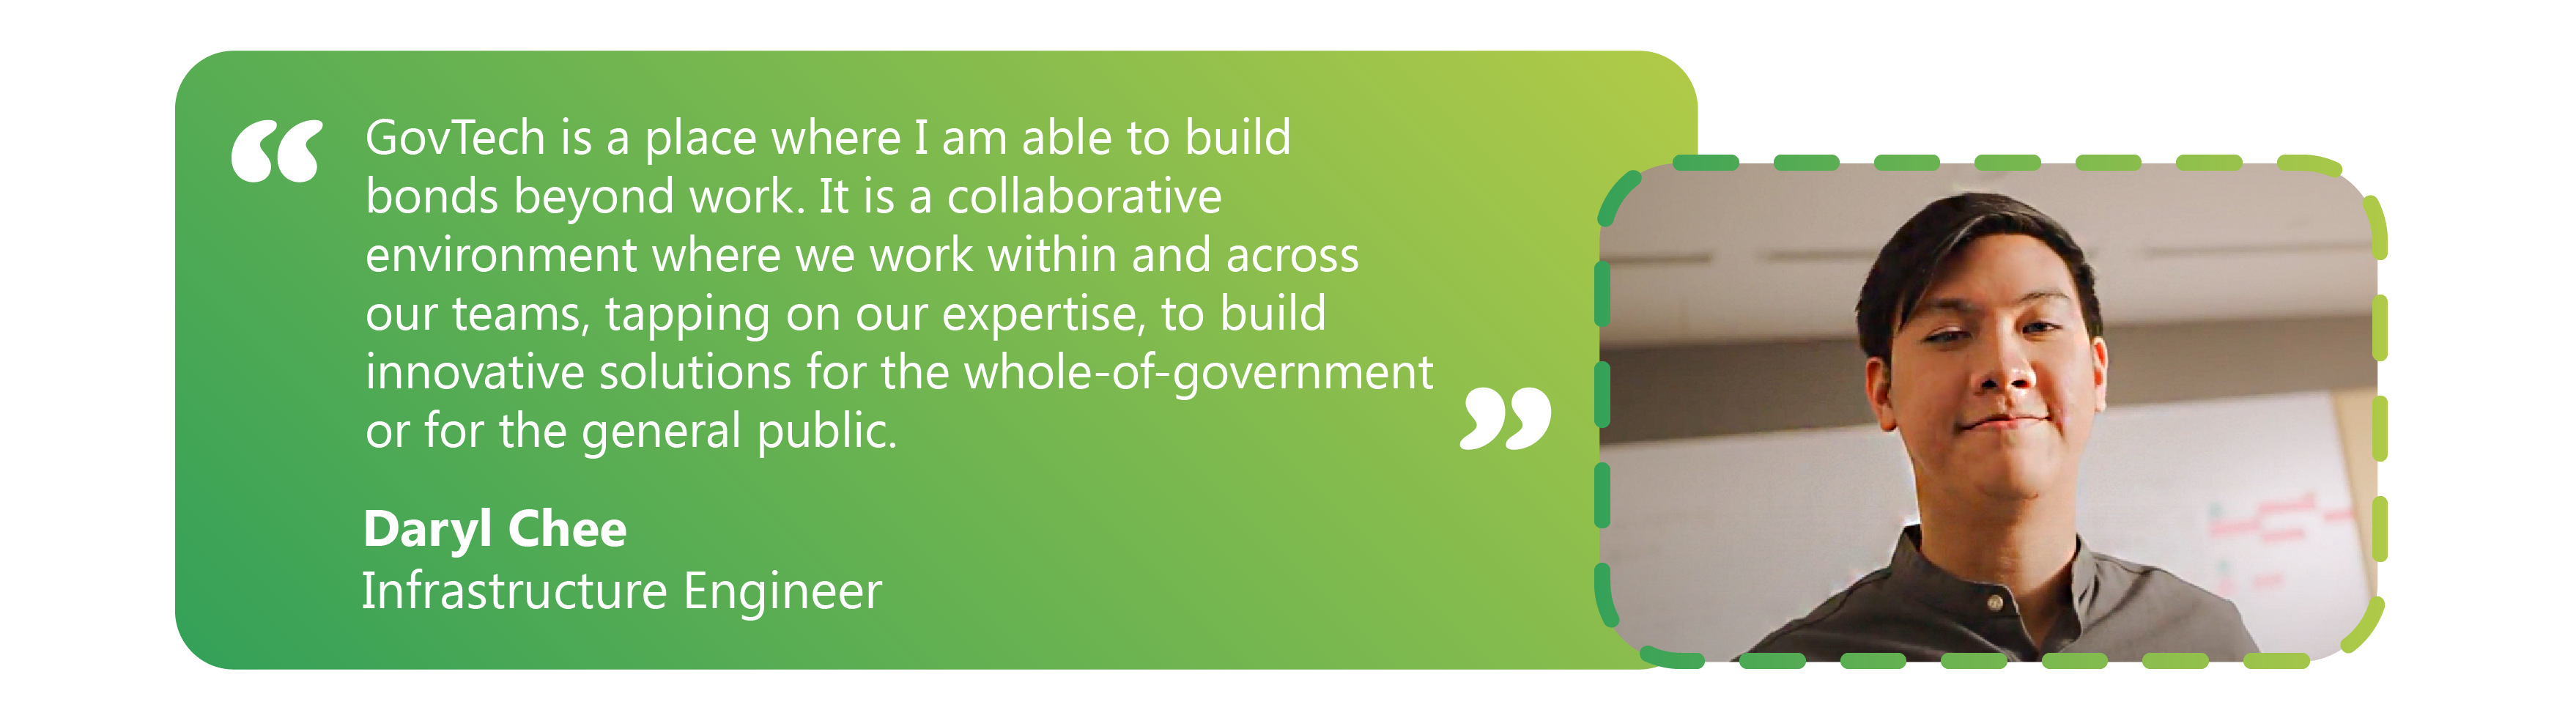 “ GovTech is a place where I am able to build
bonds beyond work. It is a collaborative
environment where we work within and across
our teams, tapping on our expertise, to build
innovative solutions for the whole-of-government
or for the general public. ”
Daryl Chee
Infrastructure Engineer